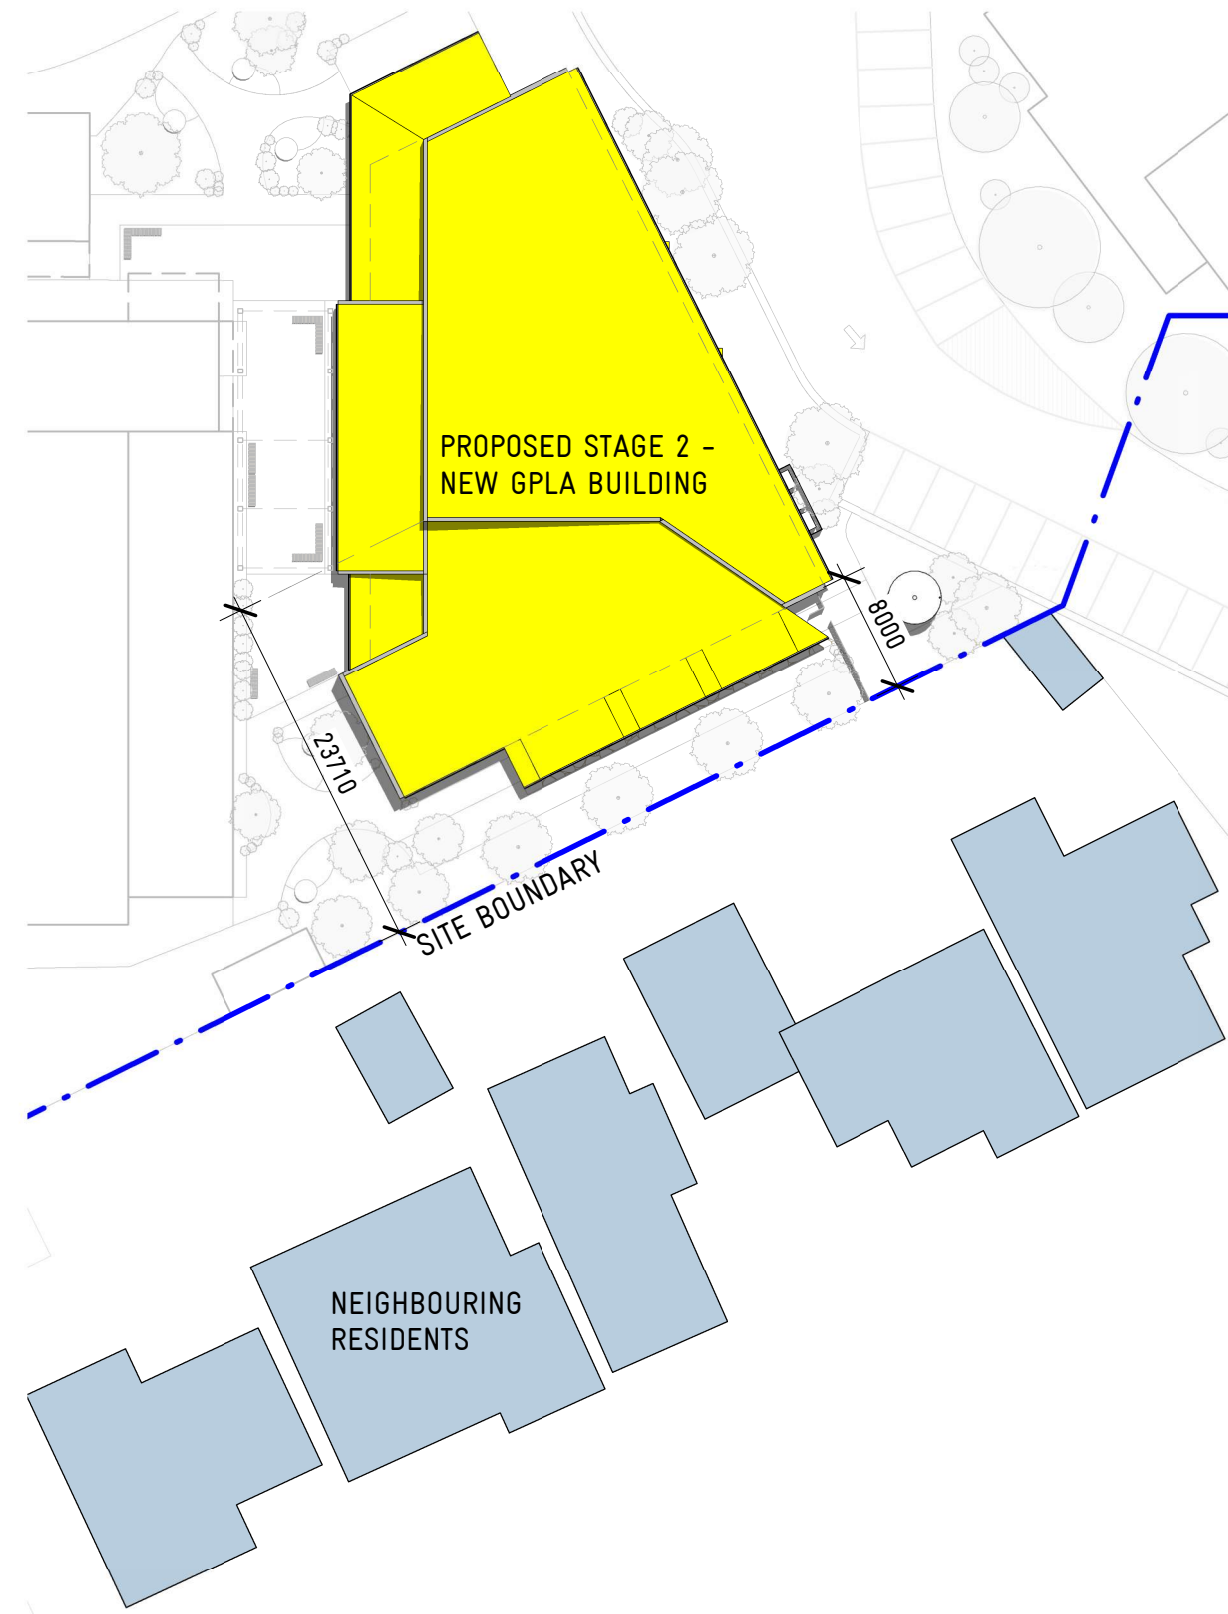 PROPOSED STAGE 2 -
NEW GPLA BUILDING
8000
23710
SITE BOUNDARY
NEIGHBOURING
RESIDENTS